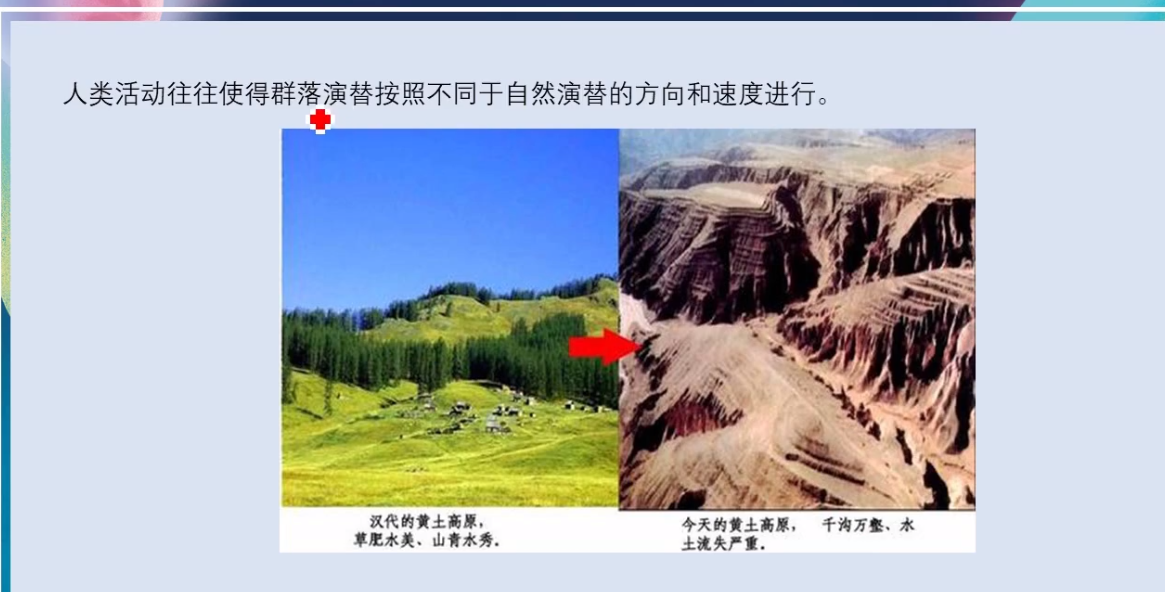 人类活动往往使得群落演替按照不同于自然演替的方向和速度进行。
汉代的黄土高原，
草肥水美、山青水秀.
今天的黄土高原， 千沟万壑、水
土流失严重.